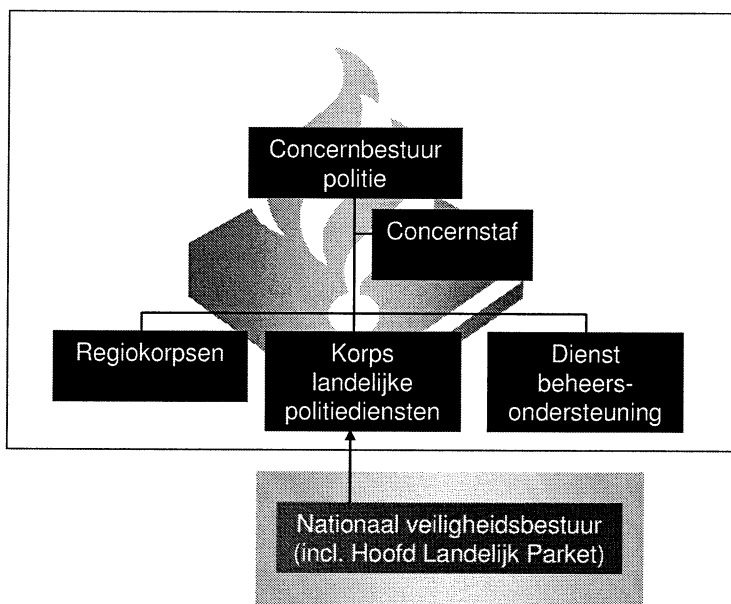 Concernbestuur
politie
Concernstaf
Regiokorpsen
Korps
landelijke
politiediensten
Dienst
beheers-
ondersteuning
Nationaal veiligheidsbestuur
(incl. Hoofd Landelijk Parket)